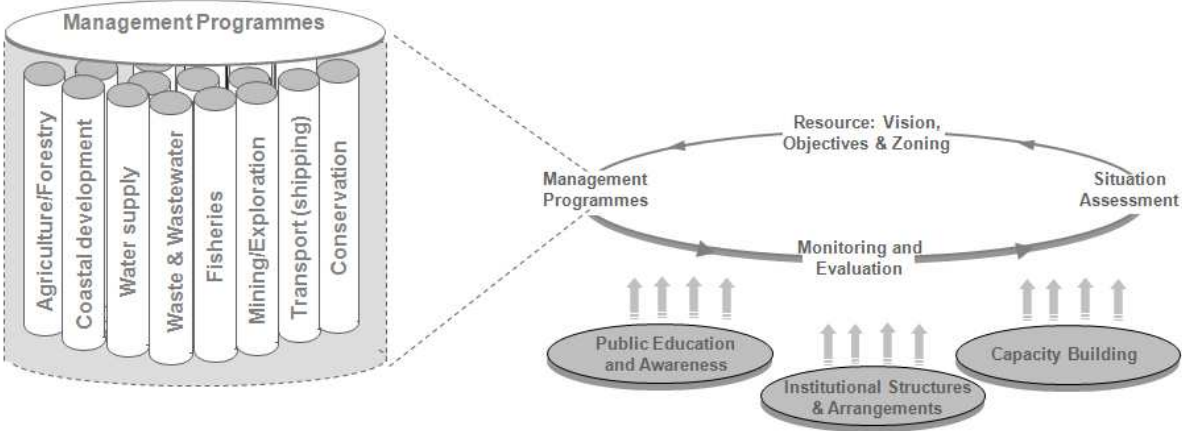 Management Programmes
Agriculture/Forestry
Coastal development
Water supply
Waste & Wastewater
Fisheries
Mining/Exploration
Transport (shipping)
Conservation
Resource: Vision,
Objectives & Zoning
Management
Programmes
Situation
Assessment
Monitoring and
Evaluation
Public Education
and Awareness
Institutional Structures
& Arrangements
Capacity Building